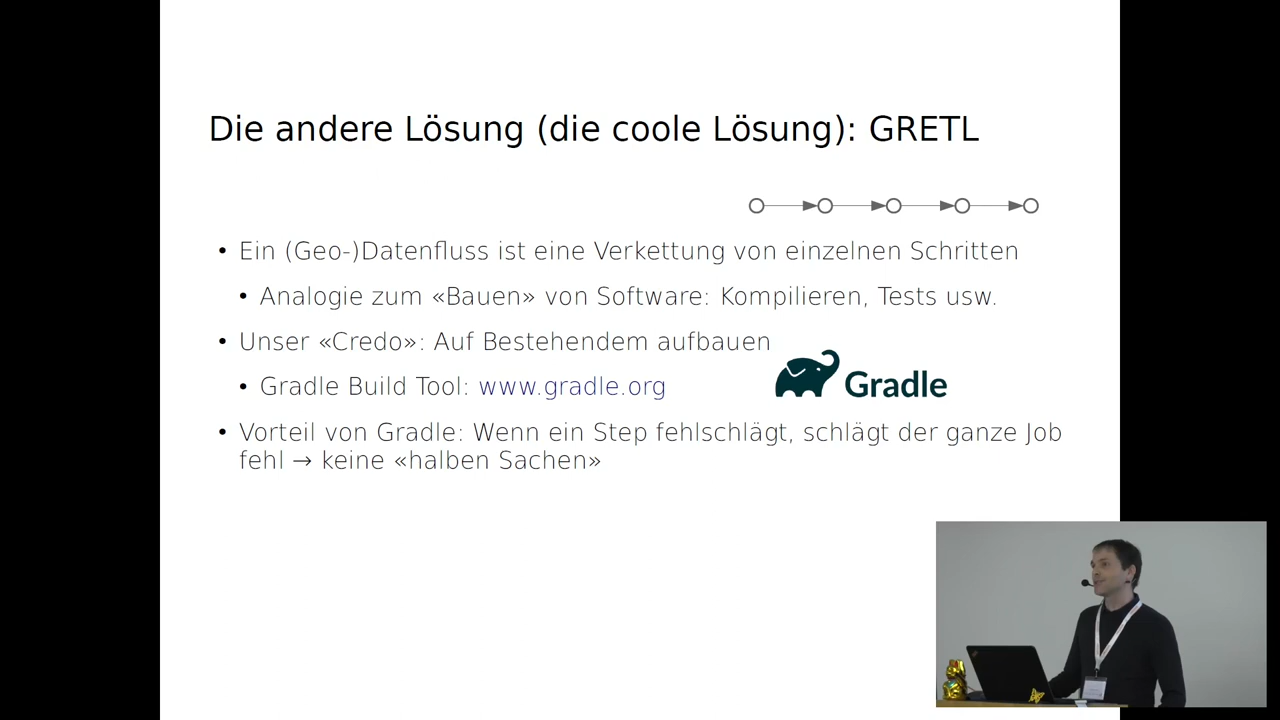 Die andere Lösung (die coole Lösung): GRETL
• Ein (Geo-)Datenfluss ist eine Verkettung von einzelnen Schritten
• Analogie zum «Bauen» von Software: Kompilieren, Tests usw.
• Unser «Credo»: Auf Bestehendem aufbauen
• Gradle Build Tool: www.gradle.org
Gradle
• Vorteil von Gradle: Wenn ein Step fehlschlägt, schlägt der ganze Job
fehl → keine «halben Sachen»